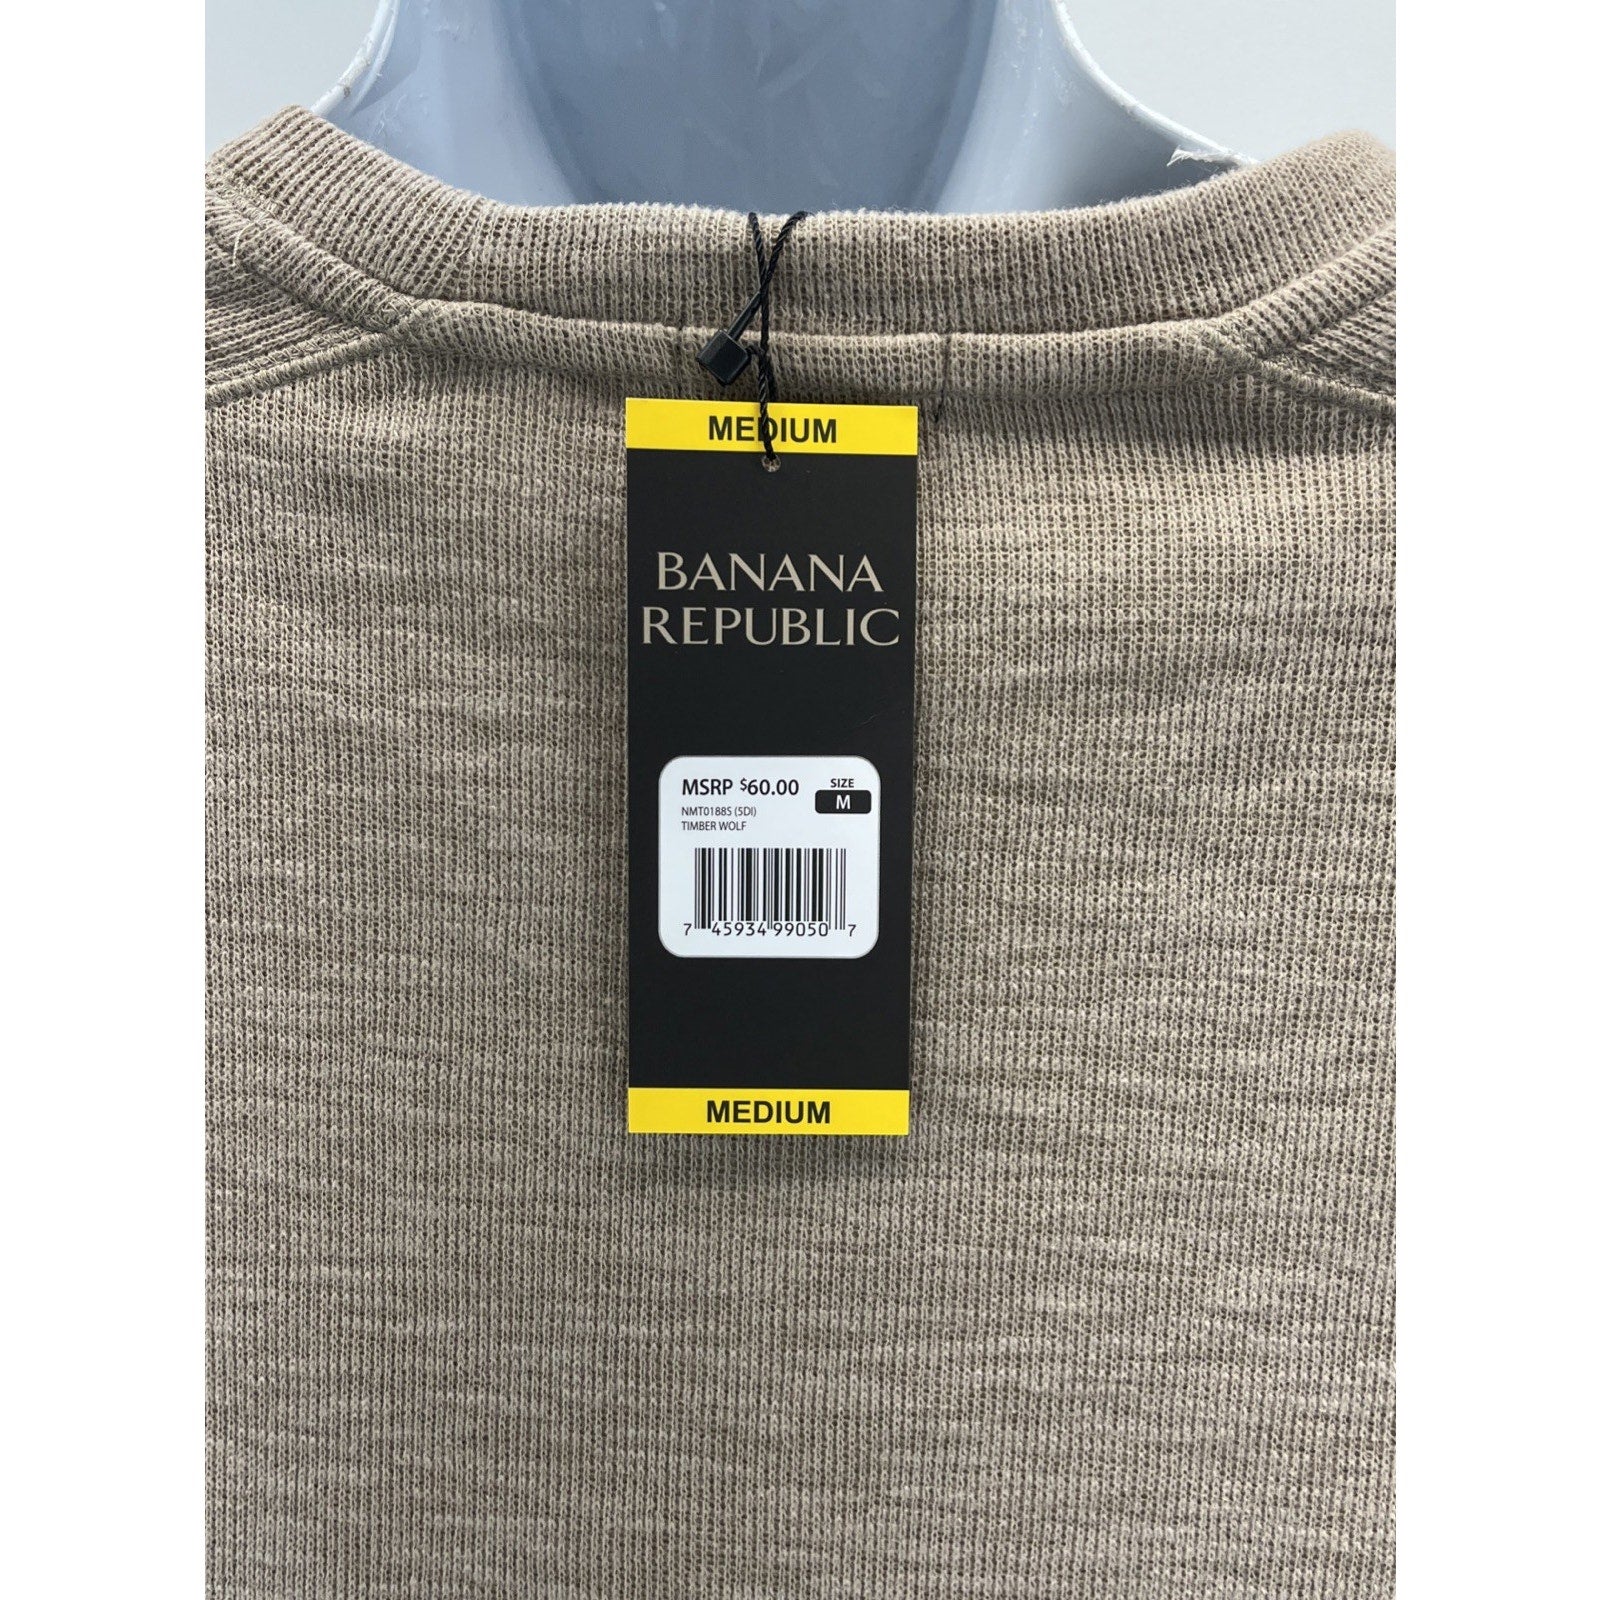 MEDIUM
BANANA
REPUBLIC
MSRP $60.00
SIZE
M
NMT0188S (5DI)
TIMBER WOLF
7 45934 99050 7
MEDIUM